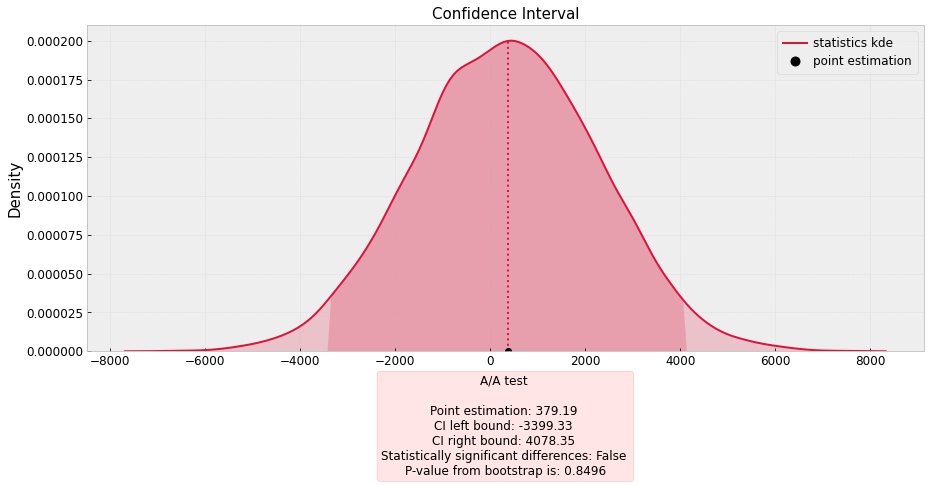 Confidence Interval
statistics kde
point estimation
Density
0.000200
0.000175
0.000150
0.000125
0.000100
0.000075
0.000050
0.000025
0.000000
−8000 −6000 −4000 −2000 0 2000 4000 6000 8000
A/A test
Point estimation: 379.19
CI left bound: -3399.33
CI right bound: 4078.35
Statistically significant differences: False
P-value from bootstrap is: 0.8496